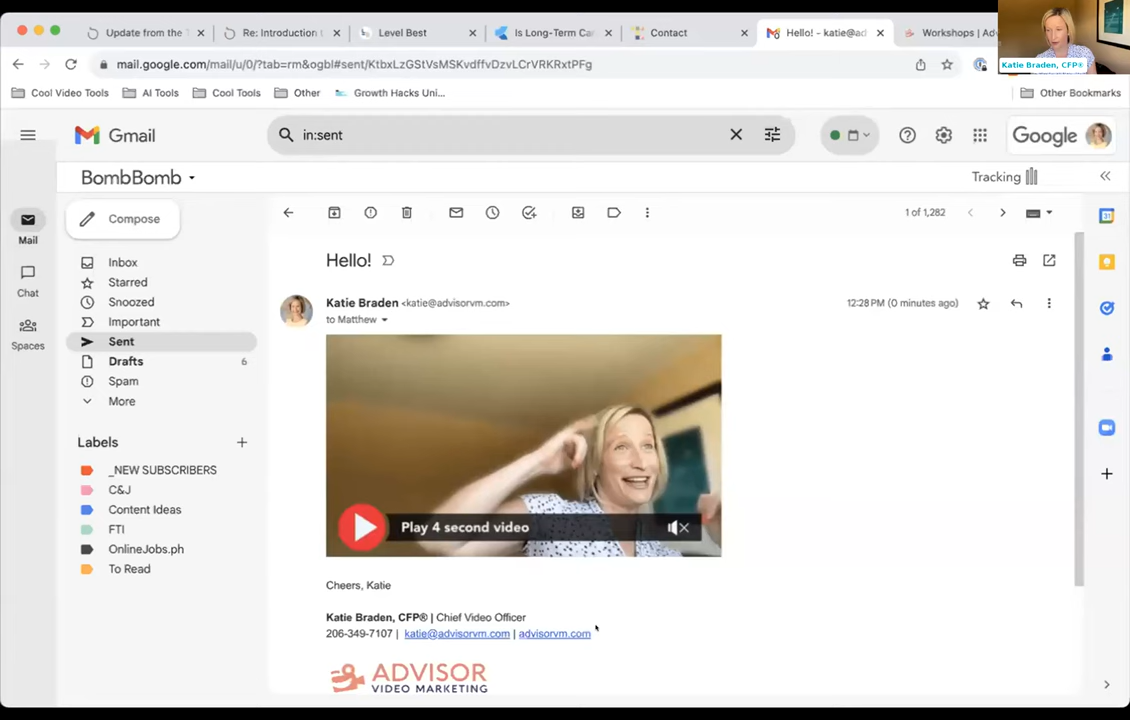 Update from the T
Re: Introduction
Level Best
Is Long-Term Car
Contact
Hello! - katie@ad
Workshops | Adv
Katie Braden, CFP®
mail.google.com/mail/u/0/?tab=rm&ogbl#sent/KtbxLzGStVsMSKvdffvDzvLCrVRKRxtPFg
Cool Video Tools
AI Tools
Cool Tools
Other
Growth Hacks Uni...
Other Bookmarks
Gmail
in:sent
Google
BombBomb
Tracking
Compose
1 of 1,282
Mail
Chat
Spaces
Inbox
Starred
Snoozed
Important
Sent
Drafts 6
Spam
More
Labels
_NEW SUBSCRIBERS
C&J
Content Ideas
FTI
OnlineJobs.ph
To Read
Hello!
Katie Braden <katie@advisorvm.com>
12:28 PM (0 minutes ago)
to Matthew
Play 4 second video
Cheers, Katie
Katie Braden, CFP® | Chief Video Officer
206-349-7107 | katie@advisorvm.com | advisorvm.com
ADVISOR
VIDEO MARKETING
31